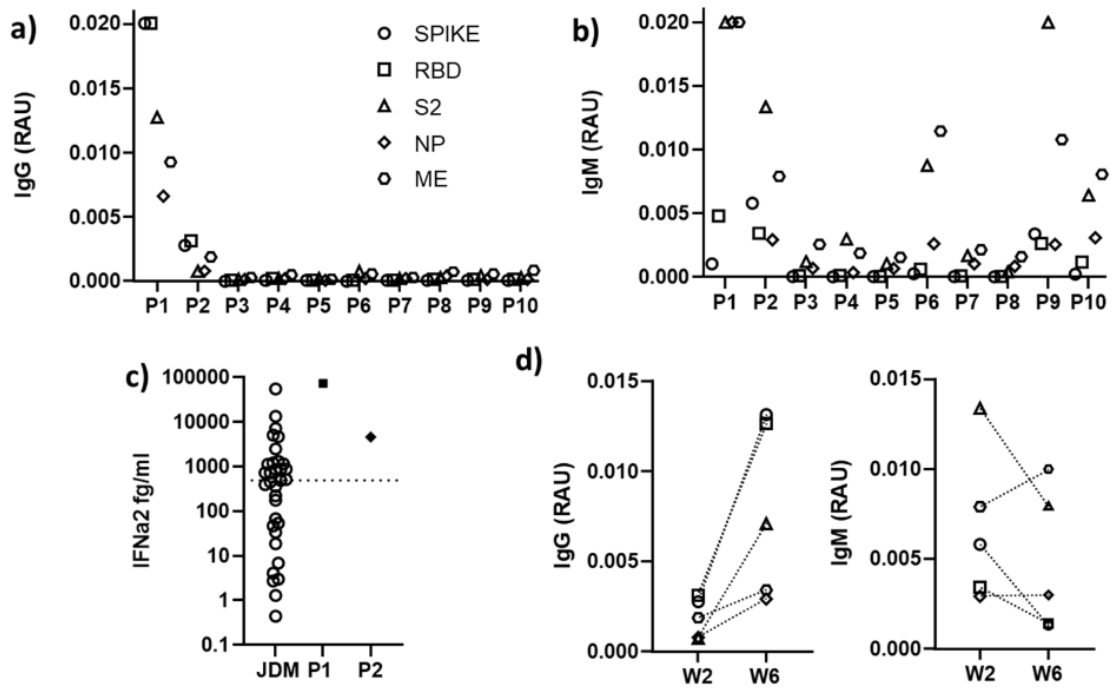 a)
IgG (RAU)
0.020
0.015
0.010
0.005
0.000
SPIKE
RBD
S2
NP
ME
P1 P2 P3 P4 P5 P6 P7 P8 P9 P10
b)
IgM (RAU)
0.020
0.015
0.010
0.005
0.000
P1 P2 P3 P4 P5 P6 P7 P8 P9 P10
c)
IFNa2 fg/ml
100000
10000
1000
100
10
1
0.1
JDM P1 P2
d)
IgG (RAU)
0.015
0.010
0.005
0.000
W2 W6
IgM (RAU)
0.015
0.010
0.005
0.000
W2 W6